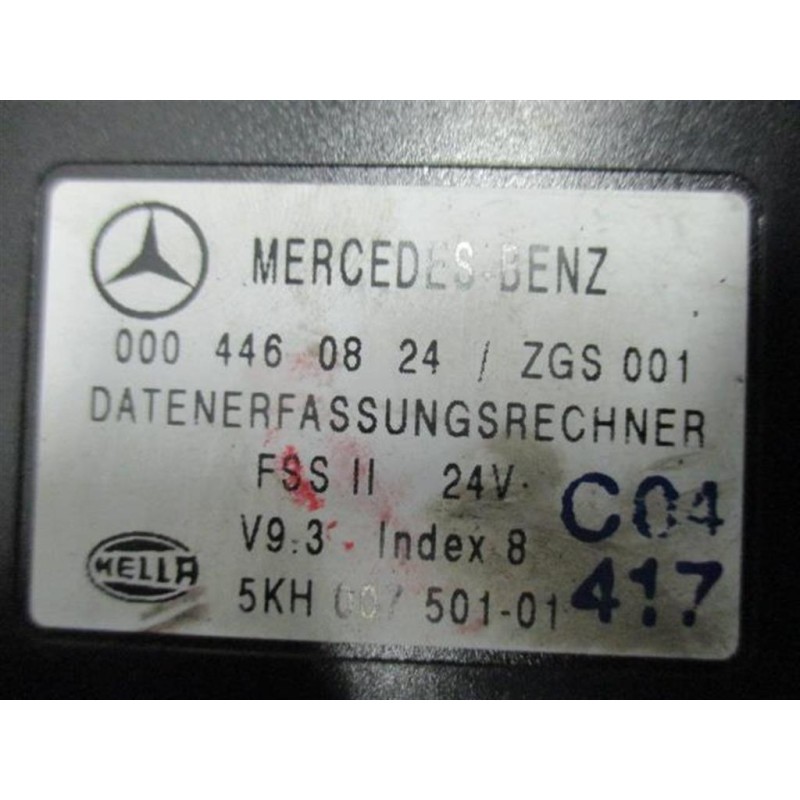 MERCEDES-BENZ
000 446 08 24 / ZGS 001
DATENERFASSUNGSRECHNER
FSS II 24V
V9.3 Index 8
HELLA
5KH 007 501-01
C04
417